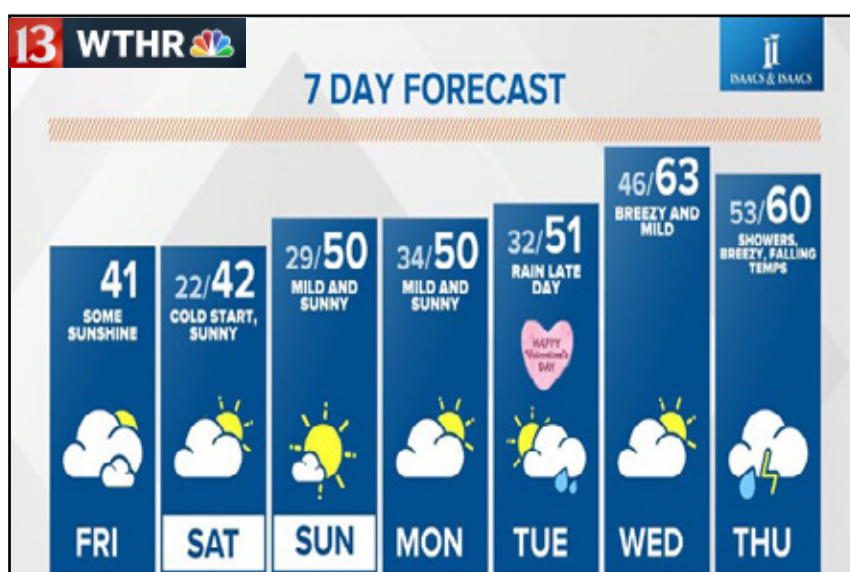 13 WTHR
ISAACS & ISAACS
7 DAY FORECAST
41
SOME
SUNSHINE
FRI
22/42
COLD START,
SUNNY
SAT
29/50
MILD AND
SUNNY
SUN
34/50
MILD AND
SUNNY
MON
32/51
RAIN LATE
DAY
HAPPY
Valentine's
DAY
TUE
46/63
BREEZY AND
MILD
WED
53/60
SHOWERS,
BREEZY, FALLING
TEMPS
THU